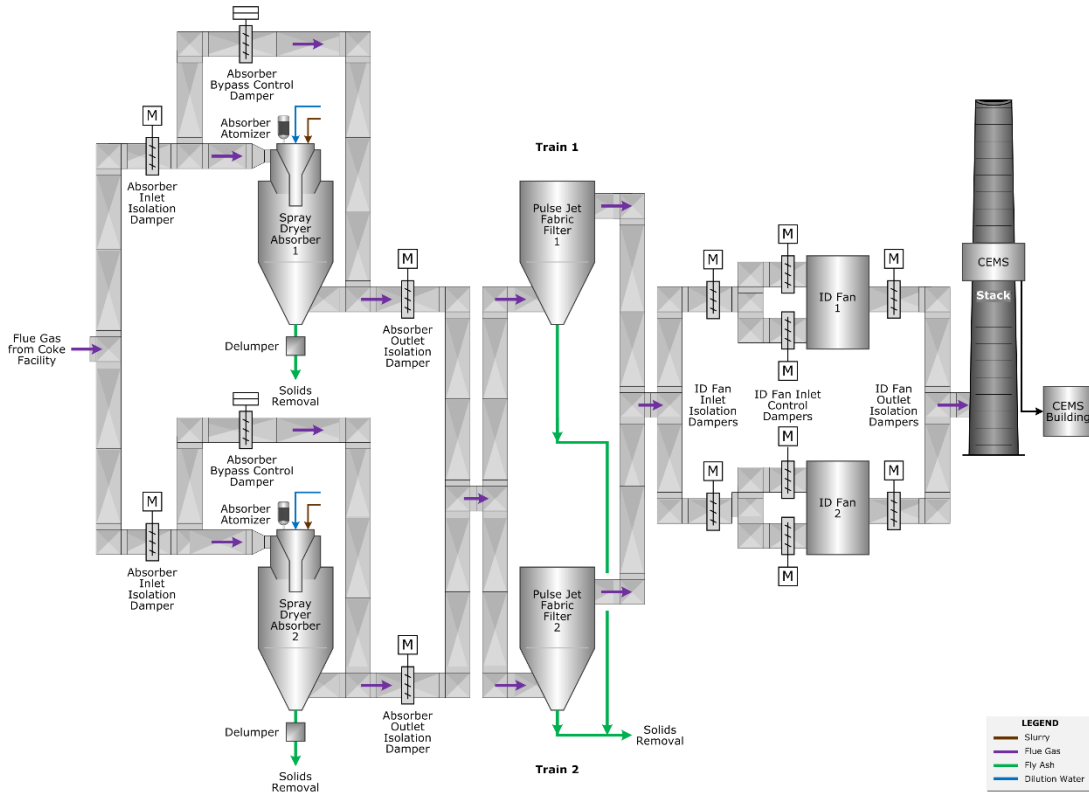 Absorber
Bypass Control
Damper
M
Absorber
Atomizer
Absorber
Inlet
Isolation
Damper
Spray
Dryer
Absorber
1
M
Absorber
Outlet
Isolation
Damper
Delumper
Solids
Removal
Flue Gas
from Coke
Facility
Absorber
Bypass Control
Damper
M
Absorber
Atomizer
Absorber
Inlet
Isolation
Damper
Spray
Dryer
Absorber
2
M
Absorber
Outlet
Isolation
Damper
Delumper
Solids
Removal
Train 1
Pulse Jet
Fabric
Filter
1
Pulse Jet
Fabric
Filter
2
Solids
Removal
Train 2
M
M
M
ID Fan
1
M
ID Fan
Inlet
Isolation
Dampers
ID Fan Inlet
Control
Dampers
ID Fan
Outlet
Isolation
Dampers
M
M
M
ID Fan
2
M
CEMS
Stack
CEMS
Building
LEGEND
Slurry
Flue Gas
Fly Ash
Dilution Water